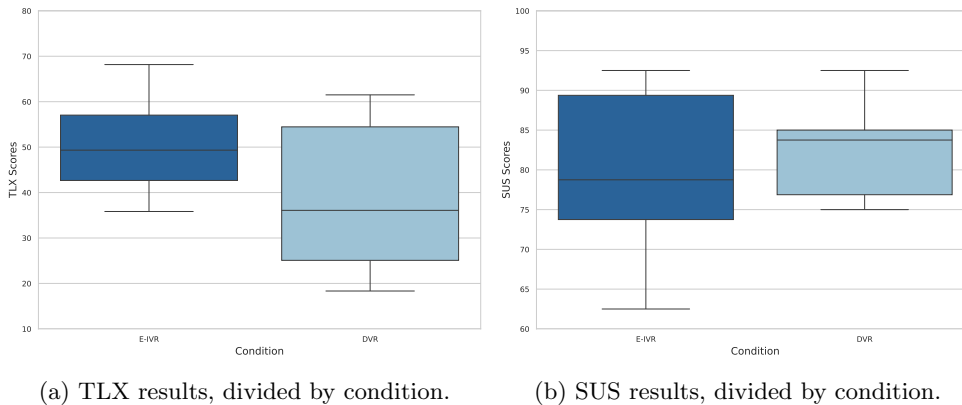 80
70
60
50
40
30
20
10
TLX Scores
E-IVR DVR
Condition
(a) TLX results, divided by condition.
100
95
90
85
80
75
70
65
60
SUS Scores
E-IVR DVR
Condition
(b) SUS results, divided by condition.